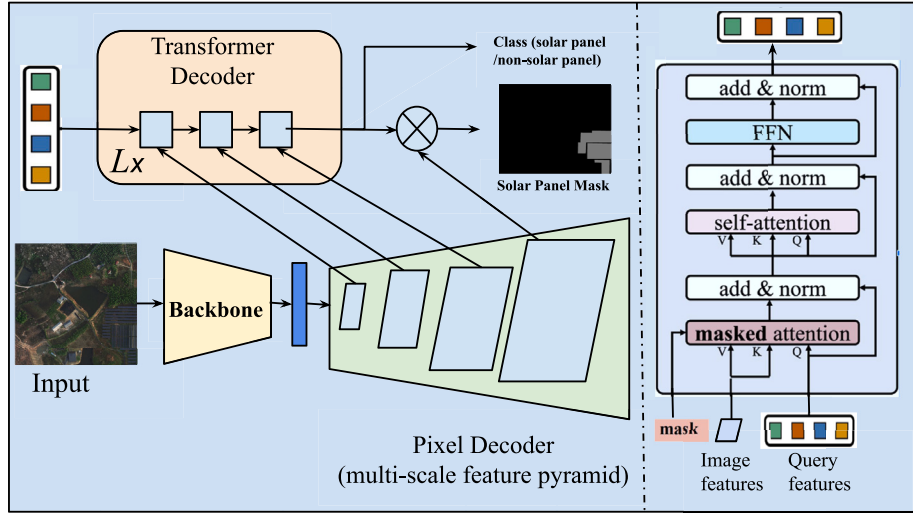 Transformer
Decoder
Lx
Class (solar panel
/non-solar panel)
Solar Panel Mask
Input
Backbone
Pixel Decoder
(multi-scale feature pyramid)
add & norm
FFN
add & norm
self-attention
V K Q
add & norm
masked attention
V K Q
mask
Image
features
Query
features